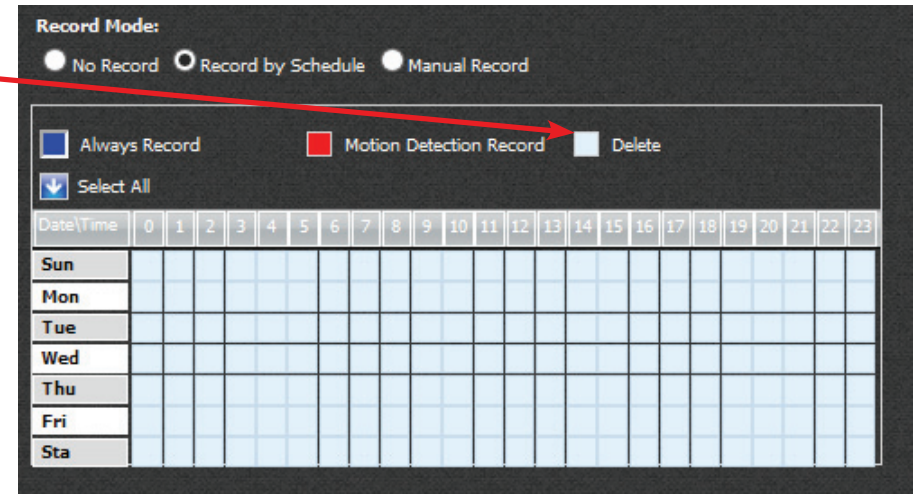 Record Mode:
No Record Record by Schedule Manual Record
Always Record Motion Detection Record Delete
Select All
Date\Time 0 1 2 3 4 5 6 7 8 9 10 11 12 13 14 15 16 17 18 19 20 21 22 23
Sun
Mon
Tue
Wed
Thu
Fri
Sta